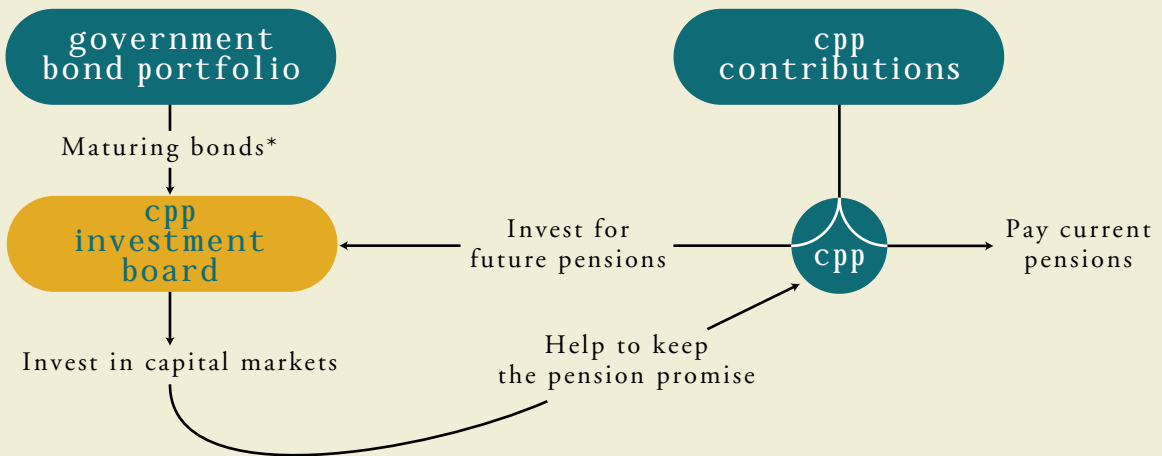 government
bond portfolio
cpp
contributions
Maturing bonds*
cpp
investment
board
Invest for
future pensions
cpp
Pay current
pensions
Invest in capital markets
Help to keep
the pension promise